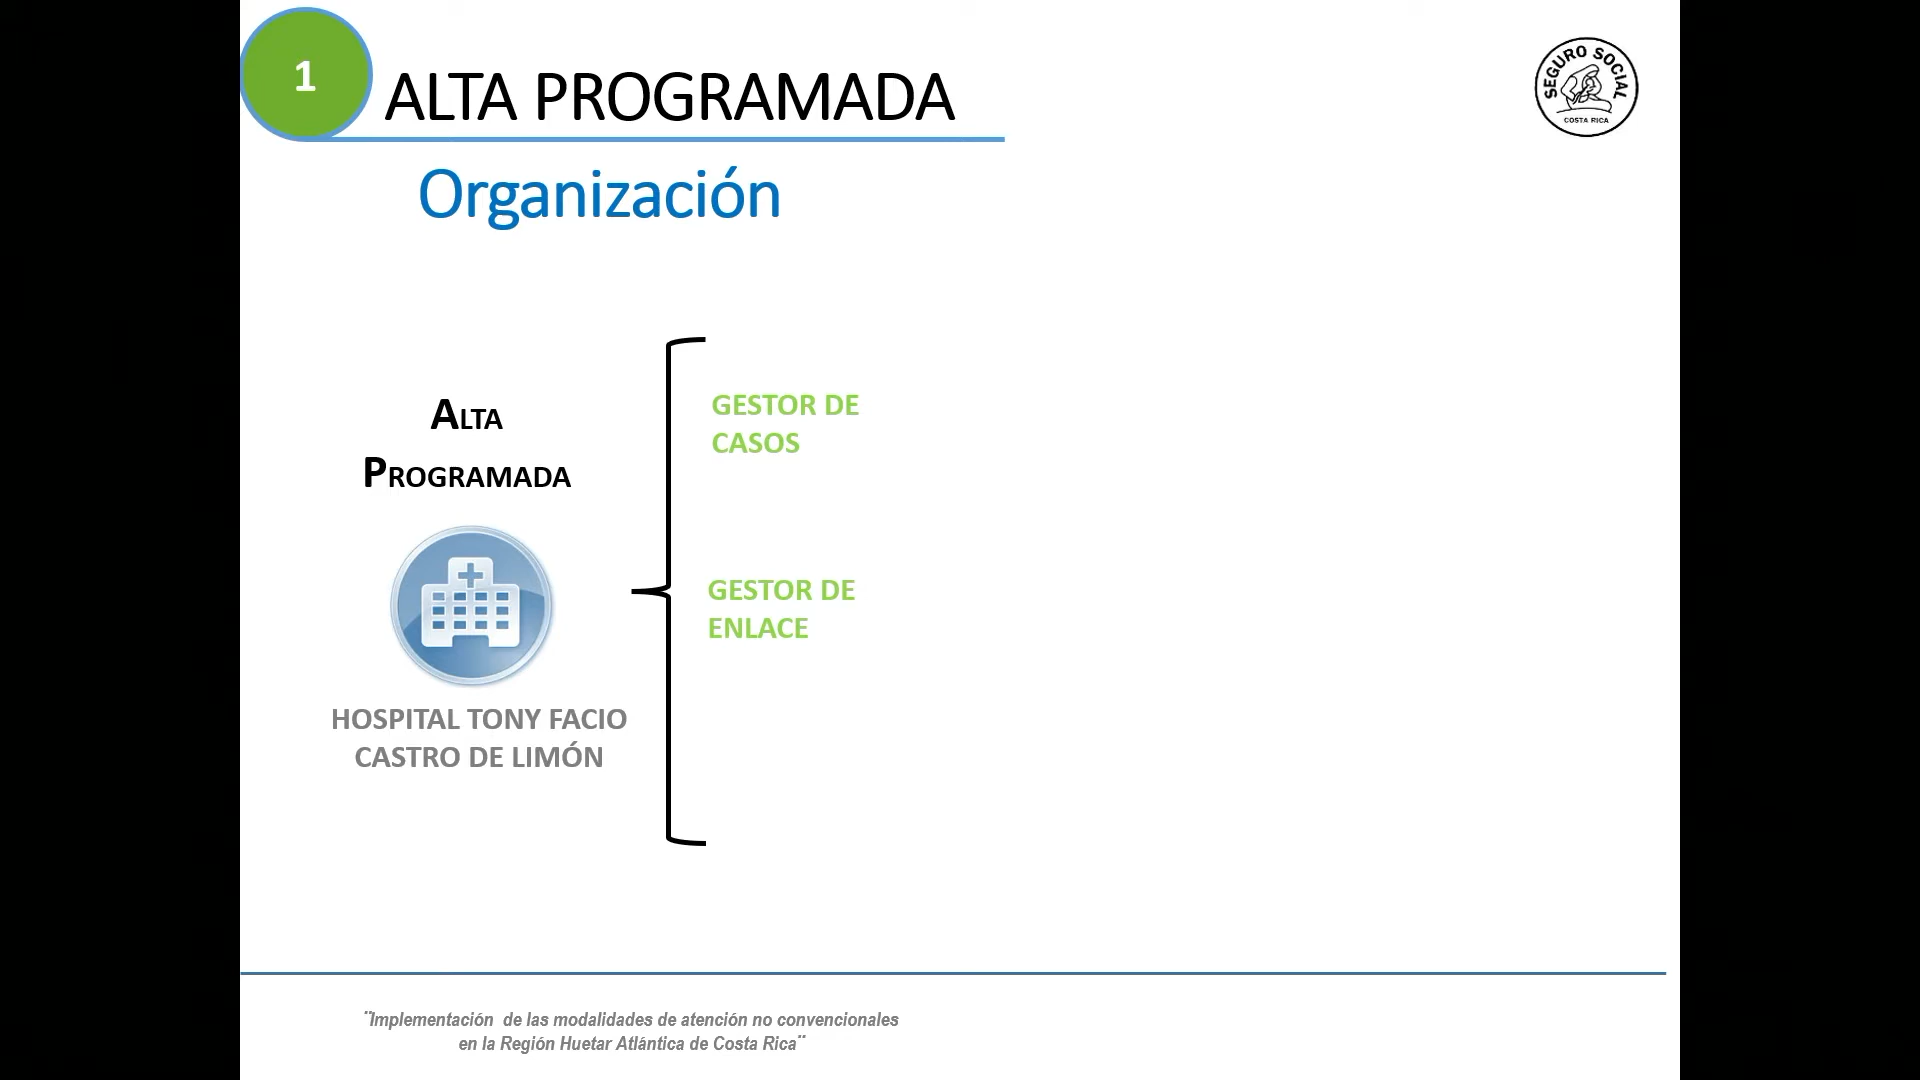 1
ALTA PROGRAMADA
SEGURO SOCIAL
COSTA RICA
Organización
ALTA
PROGRAMADA
HOSPITAL TONY FACIO
CASTRO DE LIMÓN
GESTOR DE
CASOS
GESTOR DE
ENLACE
¨Implementación de las modalidades de atención no convencionales
en la Región Huetar Atlántica de Costa Rica¨